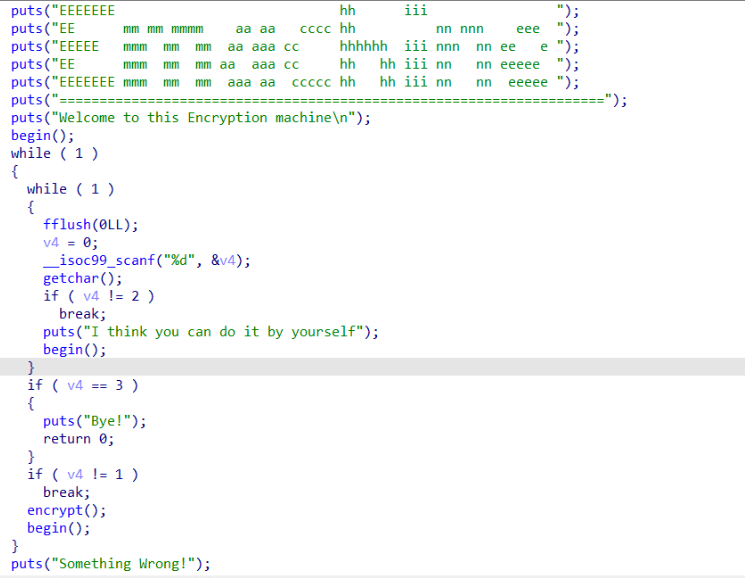 puts("EEEEEEE                            hh      iii                ");
puts("EE      mm mm mmmm    aa aa   cccc hh          nn nnn    eee  ");
puts("EEEEE   mmm  mm  mm  aa aaa cc     hhhhhh  iii nnn  nn ee   e ");
puts("EE      mmm  mm  mm aa  aaa cc     hh   hh iii nn   nn eeeee  ");
puts("EEEEEEE mmm  mm  mm  aaa aa  ccccc hh   hh iii nn   nn  eeeee ");
puts("====================================================================");
puts("Welcome to this Encryption machine\n");
begin();
while ( 1 )
{
  while ( 1 )
  {
    fflush(0LL);
    v4 = 0;
    __isoc99_scanf("%d", &v4);
    getchar();
    if ( v4 != 2 )
      break;
    puts("I think you can do it by yourself");
    begin();
  }
  if ( v4 == 3 )
  {
    puts("Bye!");
    return 0;
  }
  if ( v4 != 1 )
    break;
  encrypt();
  begin();
}
puts("Something Wrong!");